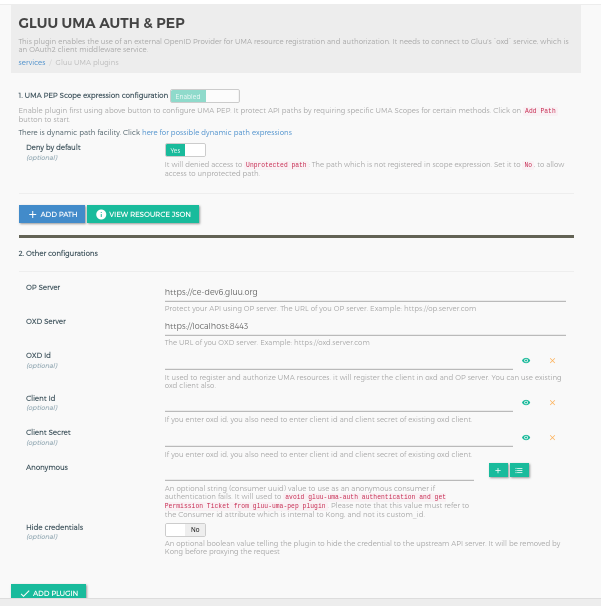 GLUU UMA AUTH & PEP
This plugin enables the use of an external OpenID Provider for UMA resource registration and authorization. It needs to connect to Gluu's `oxd` service, which is
an OAuth2 client middleware service.
services / Gluu UMA plugins
1. UMA PEP Scope expression configuration Enabled
Enable plugin first using above button to configure UMA PEP. It protect API paths by requiring specific UMA Scopes for certain methods. Click on Add Path
button to start.
There is dynamic path facility. Click here for possible dynamic path expressions
Deny by default
(optional)
Yes
It will denied access to Unprotected path. The path which is not registered in scope expression. Set it to No, to allow
access to unprotected path.
+ ADD PATH
VIEW RESOURCE JSON
2. Other configurations
OP Server
https://ce-dev6.gluu.org
Protect your API using OP server. The URL of you OP server. Example: https://op.server.com
OXD Server
https://localhost:8443
The URL of you OXD server. Example: https://oxd.server.com
OXD Id
(optional)
It used to register and authorize UMA resources. it will register the client in oxd and OP server. You can use existing
oxd client also.
Client Id
(optional)
If you enter oxd id, you also need to enter client id and client secret of existing oxd client.
Client Secret
(optional)
If you enter oxd id, you also need to enter client id and client secret of existing oxd client.
Anonymous
An optional string (consumer uuid) value to use as an anonymous consumer if
authentication fails. It will used to avoid gluu-uma-auth authentication and get
Permission Ticket from gluu-uma-pep plugin. Please note that this value must refer to
the Consumer id attribute which is internal to Kong, and not its custom_id.
Hide credentials
(optional)
No
An optional boolean value telling the plugin to hide the credential to the upstream API server. It will be removed by
Kong before proxying the request
ADD PLUGIN